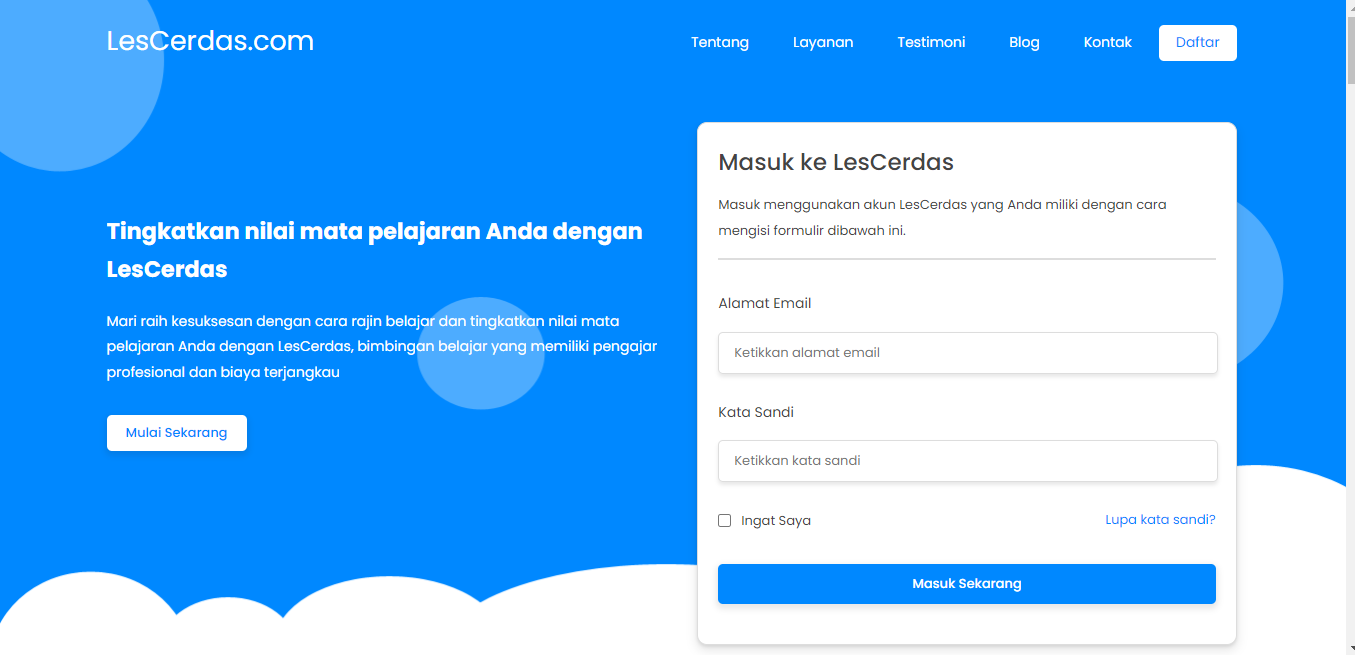 LesCerdas.com
Tentang
Layanan
Testimoni
Blog
Kontak
Daftar
Tingkatkan nilai mata pelajaran Anda dengan
LesCerdas
Mari raih kesuksesan dengan cara rajin belajar dan tingkatkan nilai mata
pelajaran Anda dengan LesCerdas, bimbingan belajar yang memiliki pengajar
profesional dan biaya terjangkau
Mulai Sekarang
Masuk ke LesCerdas
Masuk menggunakan akun LesCerdas yang Anda miliki dengan cara
mengisi formulir dibawah ini.
Alamat Email
Ketikkan alamat email
Kata Sandi
Ketikkan kata sandi
Ingat Saya
Lupa kata sandi?
Masuk Sekarang